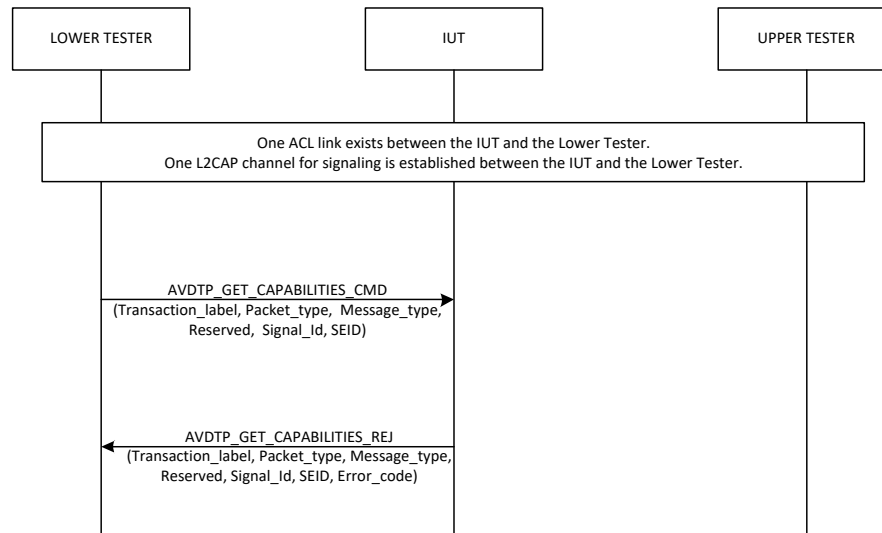 LOWER TESTER
IUT
UPPER TESTER
One ACL link exists between the IUT and the Lower Tester.
One L2CAP channel for signaling is established between the IUT and the Lower Tester.
AVDTP_GET_CAPABILITIES_CMD
(Transaction_label, Packet_type, Message_type,
Reserved, Signal_Id, SEID)
AVDTP_GET_CAPABILITIES_REJ
(Transaction_label, Packet_type, Message_type,
Reserved, Signal_Id, SEID, Error_code)